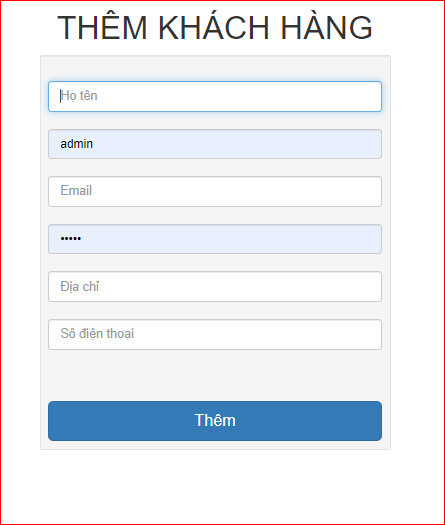 THÊM KHÁCH HÀNG
Họ tên
admin
Email
•••••
Địa chỉ
Số điện thoại
Thêm